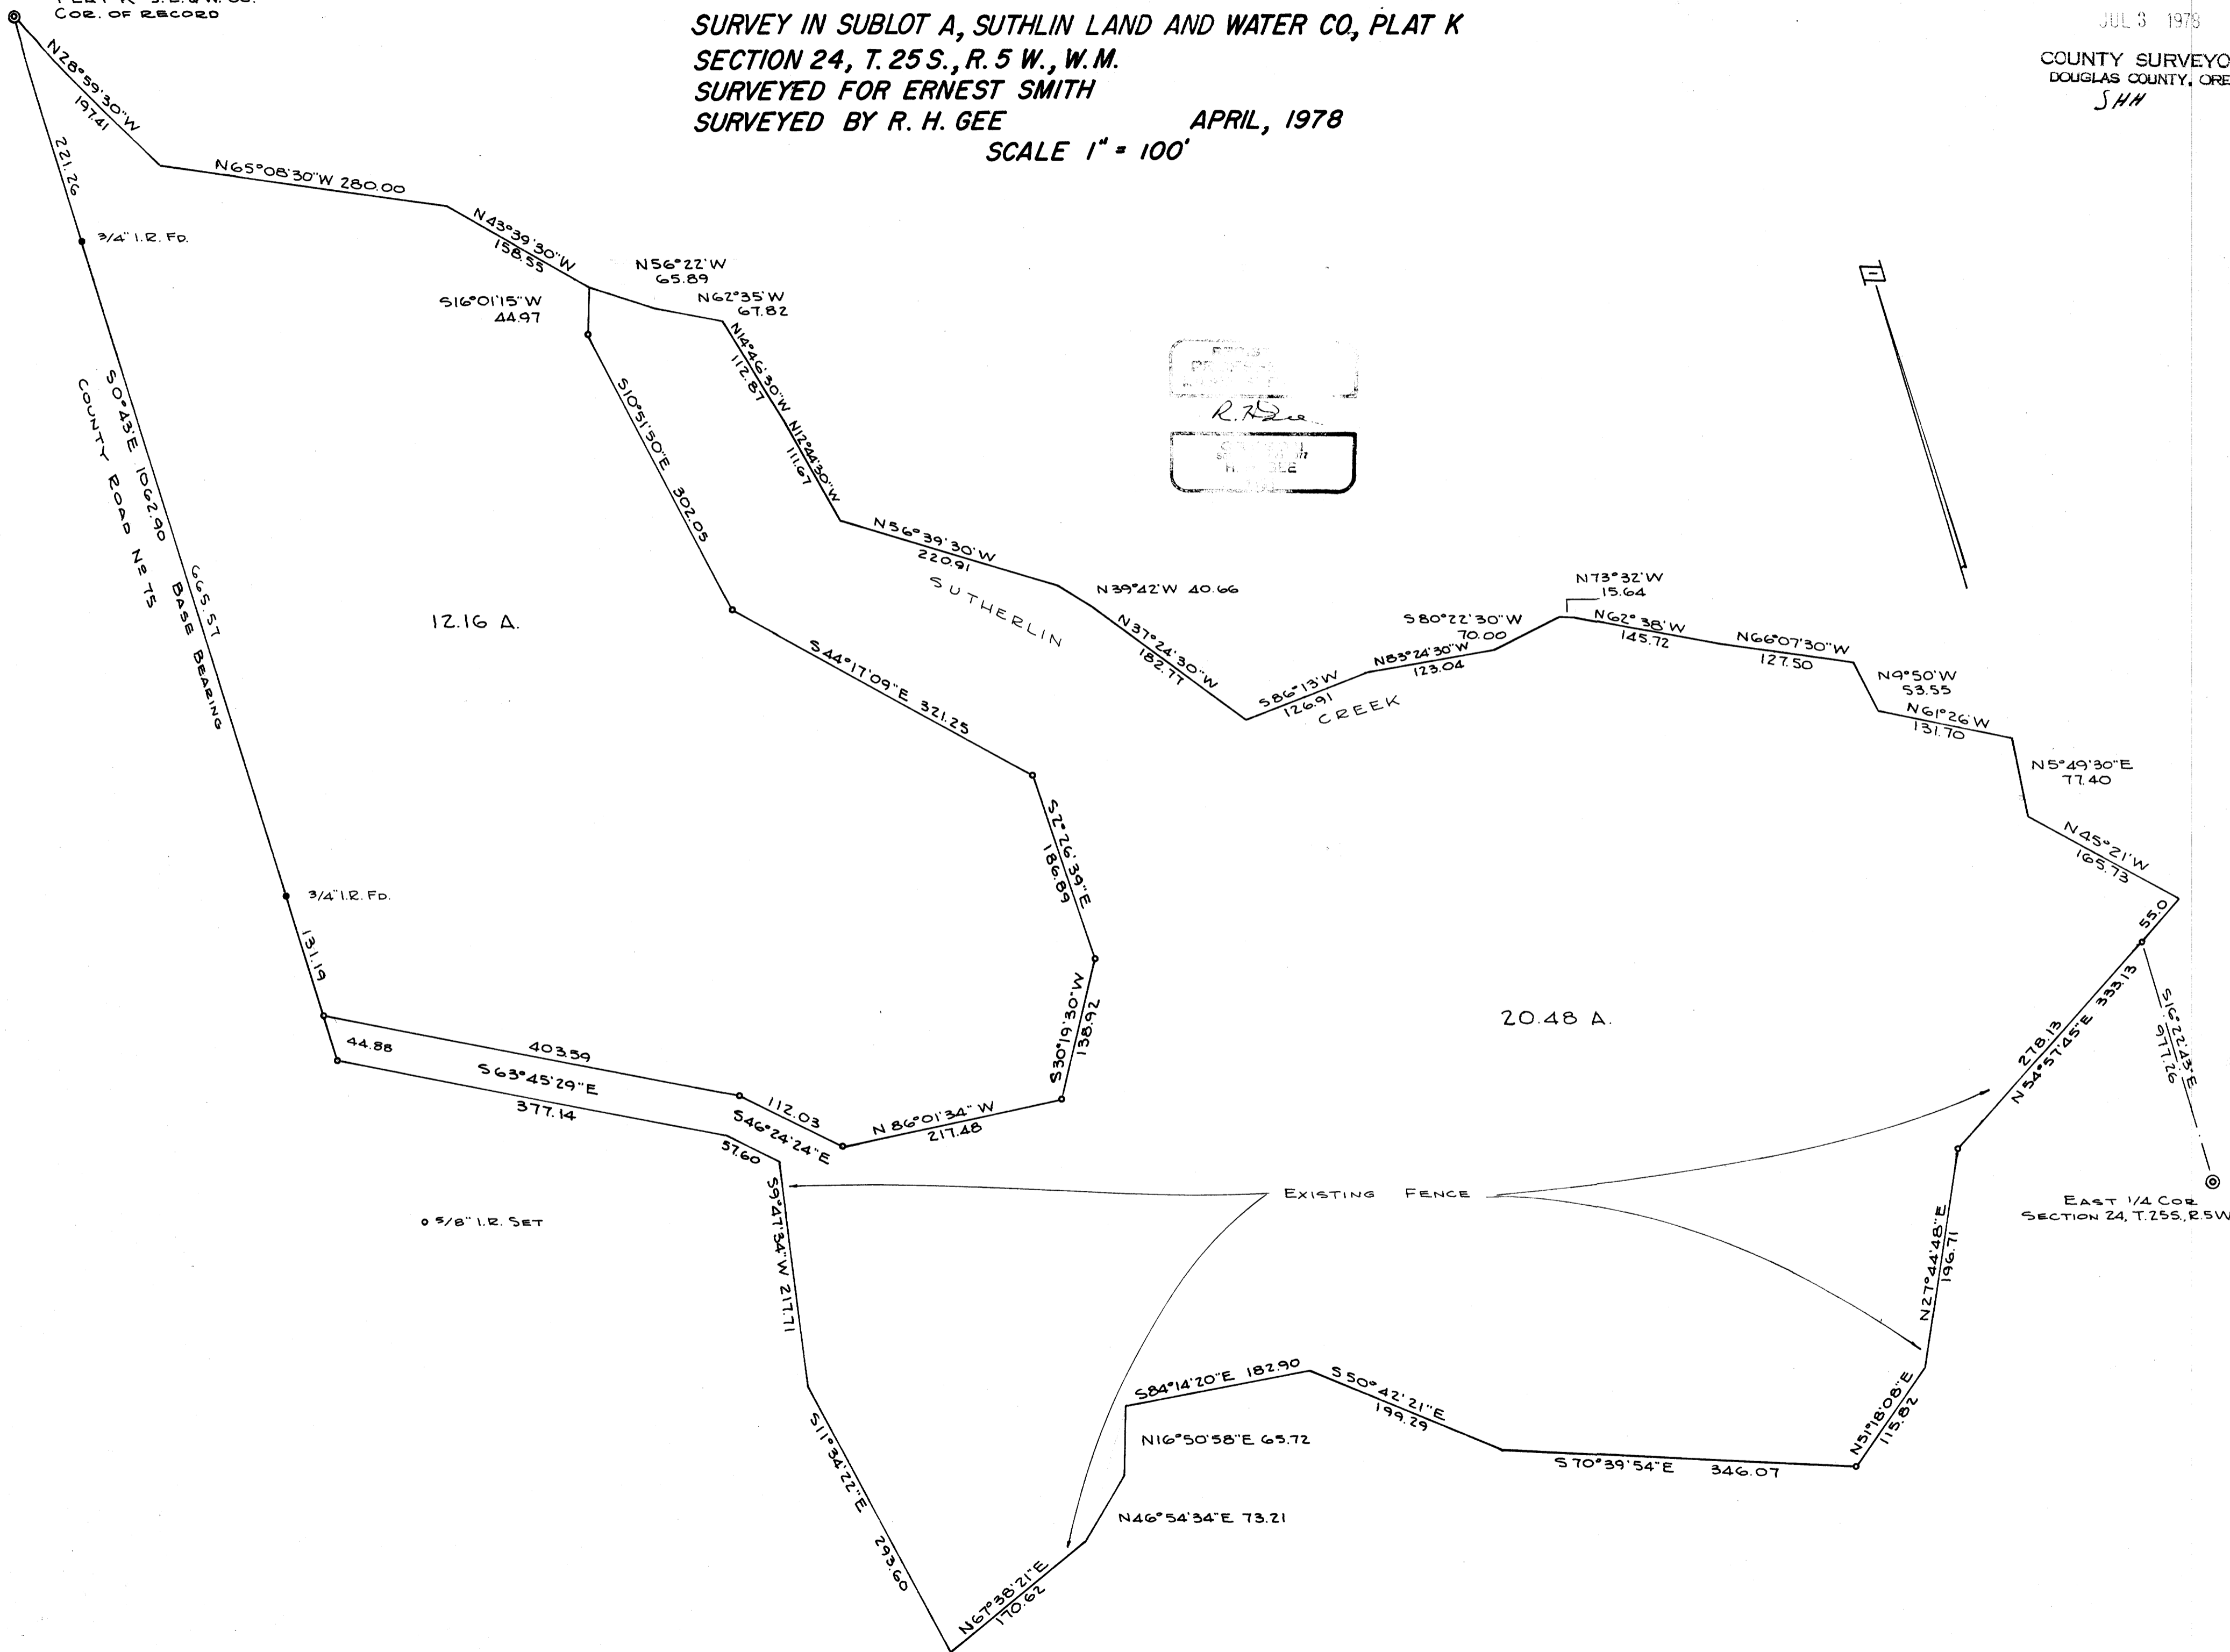 COR. OF RECORD
SURVEY IN SUBLOT A, SUTHLIN LAND AND WATER CO., PLAT K
SECTION 24, T. 25 S., R. 5 W., W. M.
SURVEYED FOR ERNEST SMITH
SURVEYED BY R. H. GEE APRIL, 1978
SCALE 1" = 100'
JUL 3 1978
COUNTY SURVEYO
DOUGLAS COUNTY, ORE
SHH
N28°59'30"W
197.41
221.26
N65°08'30"W 280.00
3/4" I.R. FD.
N43°39'30"W
158.55
N56°22'W
65.89
N62°35'W
67.82
S16°01'15"W
44.97
N14°46'30"W
112.87
N12°44'30"W
111.67
S10°51'50"E 302.05
S0°43'E 1062.90
665.57
BASE BEARING
COUNTY ROAD Nº 75
R. H. Gee
N56°39'30"W
220.91
SUTHERLIN
N39°42'W 40.66
N37°24'30"W
182.77
S86°13'W
126.91
CREEK
N83°24'30"W
123.04
S80°22'30"W
70.00
N73°32'W
15.64
N62°38'W
145.72
N66°07'30"W
127.50
N9°50'W
53.55
N61°26'W
131.70
N5°49'30"E
77.40
N45°21'W
165.73
55.0
12.16 A.
S44°17'09"E 321.25
S2°26'39"E
186.89
3/4" I.R. FD.
131.19
S30°19'30"W
138.92
20.48 A.
278.13
N54°57'45"E 333.13
S16°22'43"E
977.26
44.88
403.59
S63°45'29"E
377.14
112.03
S46°24'24"E
57.60
N86°01'34"W
217.48
EXISTING FENCE
EAST 1/4 COR
SECTION 24, T.25S., R.5W
o 5/8" I.R. SET
S9°47'34"W 217.71
N27°44'48"E
196.71
S84°14'20"E 182.90
S50°42'21"E
199.29
N16°50'58"E 65.72
N51°18'08"E
115.82
S70°39'54"E 346.07
S11°34'22"E 293.60
N46°54'34"E 73.21
N67°38'21"E
170.62